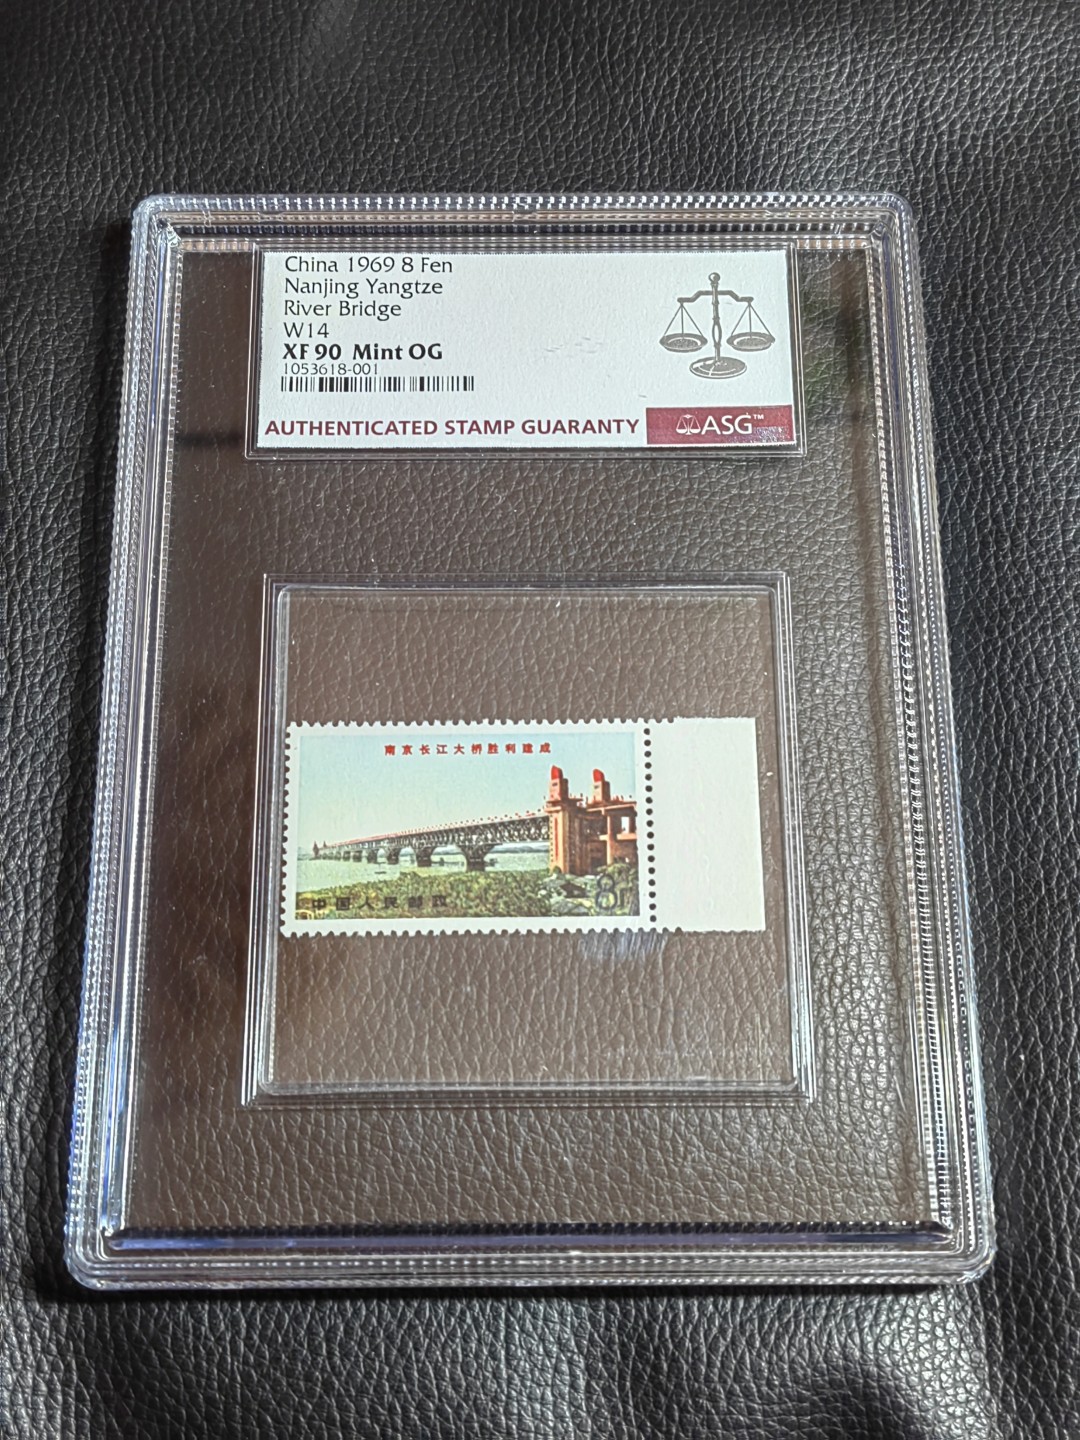 China 1969 8 Fen
Nanjing Yangtze
River Bridge
W14
XF 90 Mint OG
1053618-001
AUTHENTICATED STAMP GUARANTY
ASG™
南京长江大桥胜利建成
中国人民邮政
8